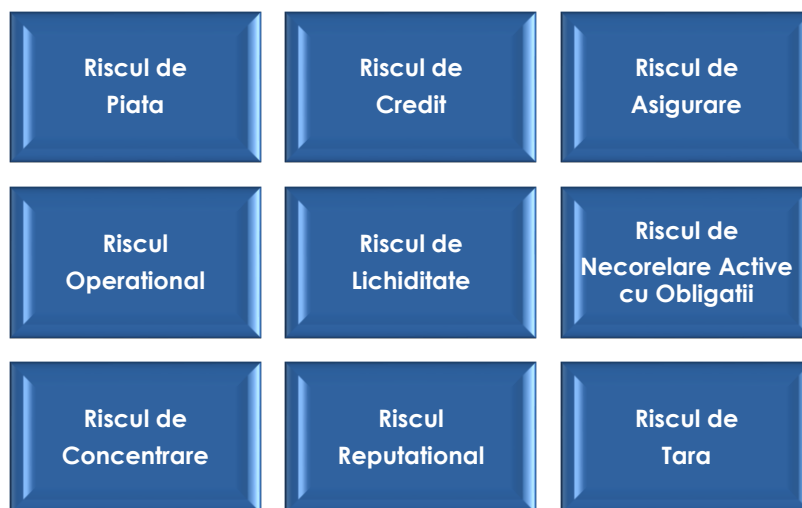 Riscul de
Piata
Riscul de
Credit
Riscul de
Asigurare
Riscul
Operational
Riscul de
Lichiditate
Riscul de
Necorelare Active
cu Obligatii
Riscul de
Concentrare
Riscul
Reputational
Riscul de
Tara